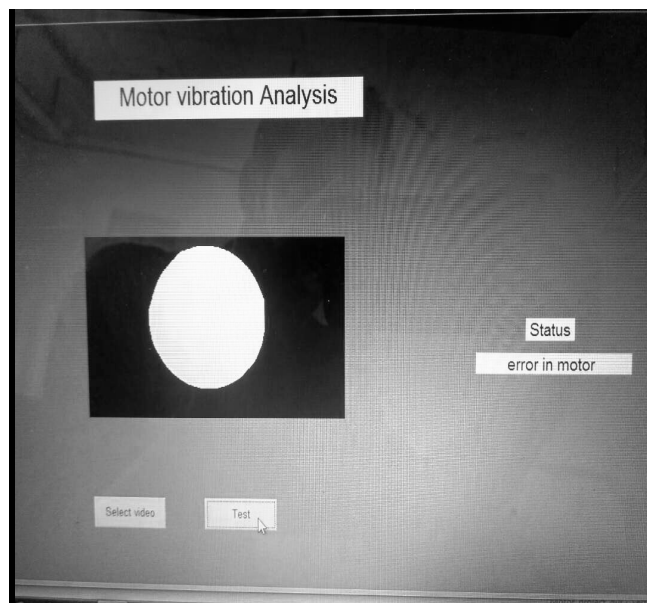 Motor vibration Analysis
Status
error in motor
Select video
Test